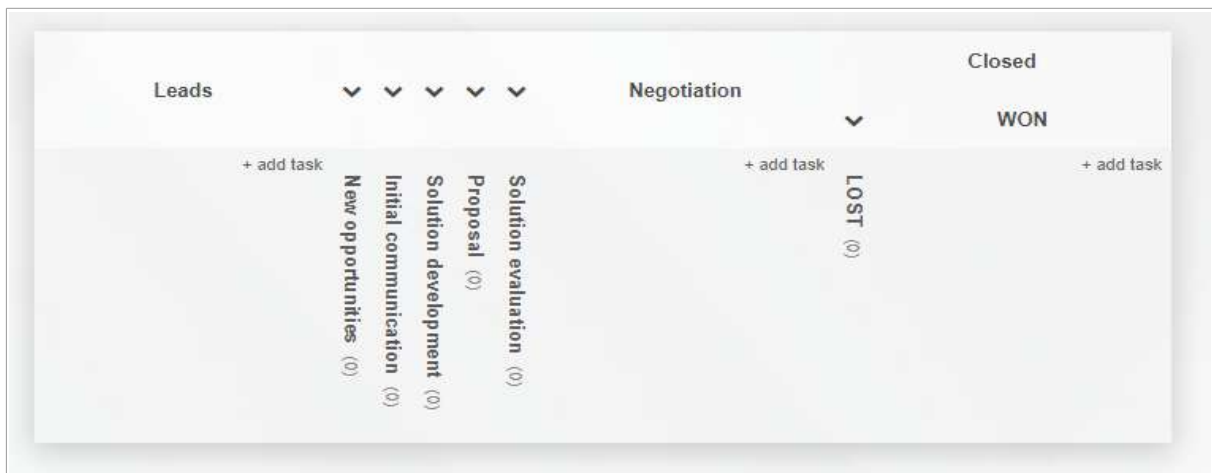 Closed
Leads
Negotiation
WON
+ add task
New opportunities (0)
Initial communication (0)
Solution development (0)
Proposal (0)
Solution evaluation (0)
+ add task
LOST (0)
+ add task